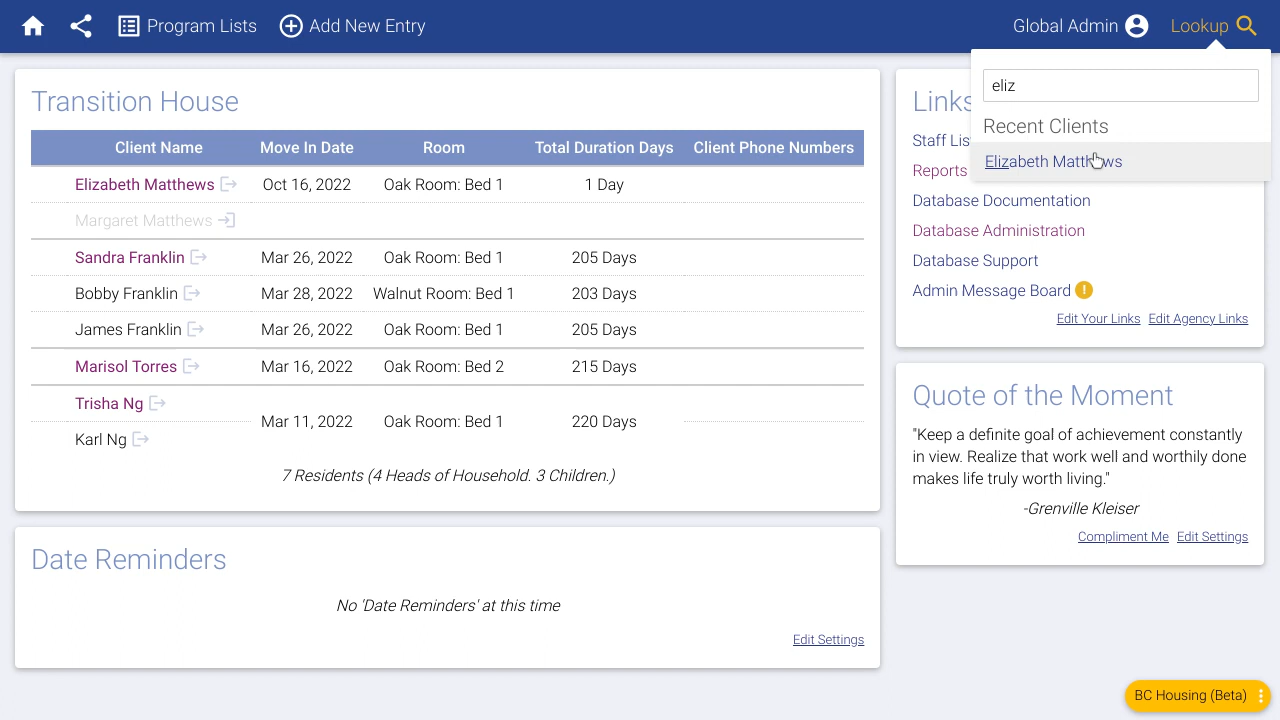 Program Lists
Add New Entry
Global Admin
Lookup
eliz
Recent Clients
Elizabeth Matthews
Transition House
Client Name Move In Date Room Total Duration Days Client Phone Numbers
Elizabeth Matthews Oct 16, 2022 Oak Room: Bed 1 1 Day
Margaret Matthews
Sandra Franklin Mar 26, 2022 Oak Room: Bed 1 205 Days
Bobby Franklin Mar 28, 2022 Walnut Room: Bed 1 203 Days
James Franklin Mar 26, 2022 Oak Room: Bed 1 205 Days
Marisol Torres Mar 16, 2022 Oak Room: Bed 2 215 Days
Trisha Ng
Mar 11, 2022 Oak Room: Bed 1 220 Days
Karl Ng
7 Residents (4 Heads of Household. 3 Children.)
Date Reminders
No 'Date Reminders' at this time
Edit Settings
Links
Staff Lis
Reports
Database Documentation
Database Administration
Database Support
Admin Message Board !
Edit Your Links Edit Agency Links
Quote of the Moment
"Keep a definite goal of achievement constantly
in view. Realize that work well and worthily done
makes life truly worth living."
-Grenville Kleiser
Compliment Me Edit Settings
BC Housing (Beta)